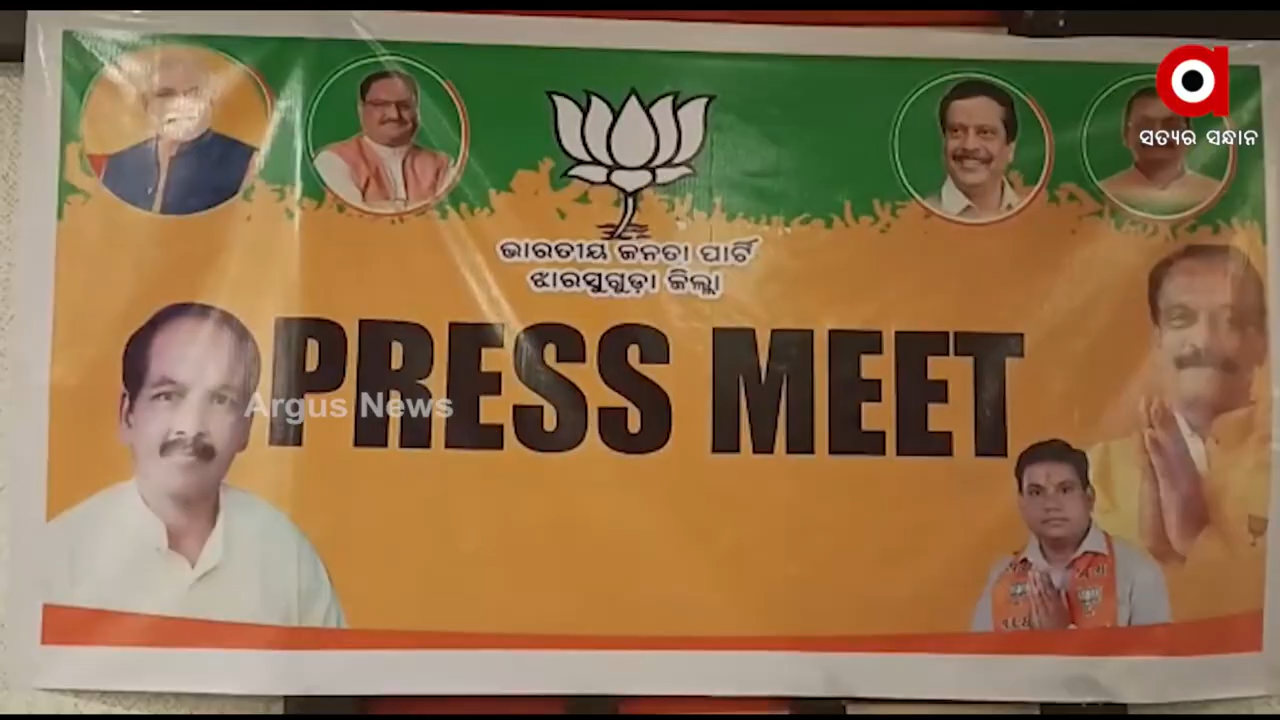 ସତ୍ୟର ସନ୍ଧାନ
ଭାରତୀୟ ଜନତା ପାର୍ଟି
ଝାରସୁଗୁଡ଼ା ଜିଲ୍ଲା
PRESS MEET
Argus News